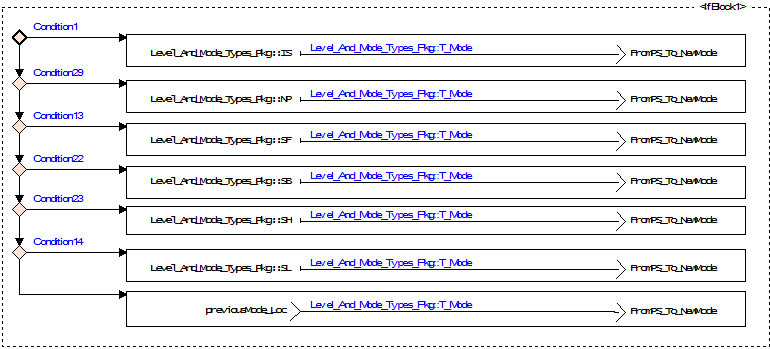 <IfBlock1>
Condition1
Level_And_Mode_Types_Pkg::IS Level_And_Mode_Types_Pkg::T_Mode FromPS_To_NewMode
Condition29
Level_And_Mode_Types_Pkg::NP Level_And_Mode_Types_Pkg::T_Mode FromPS_To_NewMode
Condition13
Level_And_Mode_Types_Pkg::SF Level_And_Mode_Types_Pkg::T_Mode FromPS_To_NewMode
Condition22
Level_And_Mode_Types_Pkg::SB Level_And_Mode_Types_Pkg::T_Mode FromPS_To_NewMode
Condition23
Level_And_Mode_Types_Pkg::SH Level_And_Mode_Types_Pkg::T_Mode FromPS_To_NewMode
Condition14
Level_And_Mode_Types_Pkg::SL Level_And_Mode_Types_Pkg::T_Mode FromPS_To_NewMode
previousMode_Loc Level_And_Mode_Types_Pkg::T_Mode FromPS_To_NewMode